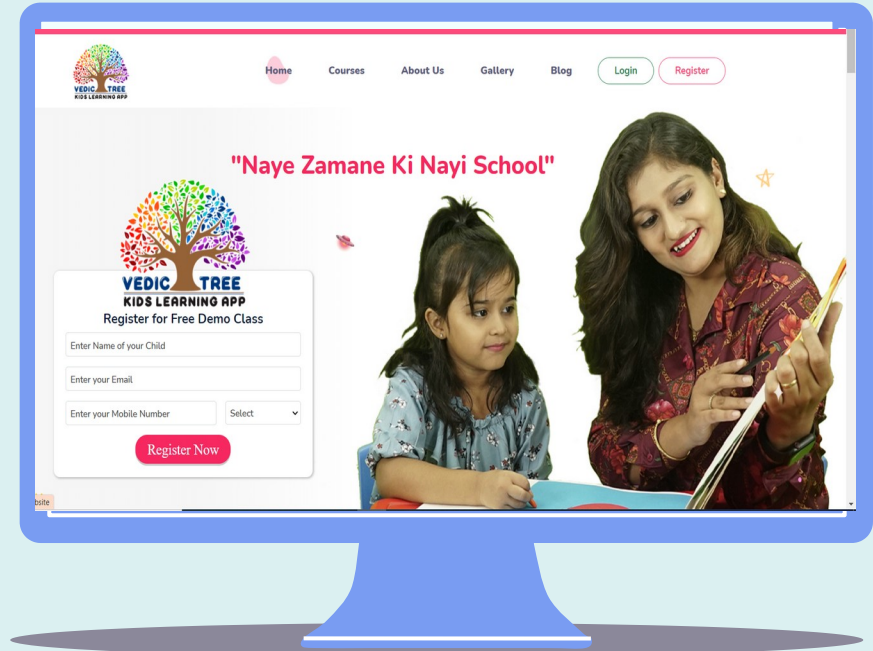 Home Courses About Us Gallery Blog Login Register
VEDIC TREE
KIDS LEARNING APP
"Naye Zamane Ki Nayi School"
VEDIC TREE
KIDS LEARNING APP
Register for Free Demo Class
Enter Name of your Child
Enter your Email
Enter your Mobile Number Select
Register Now
bsite